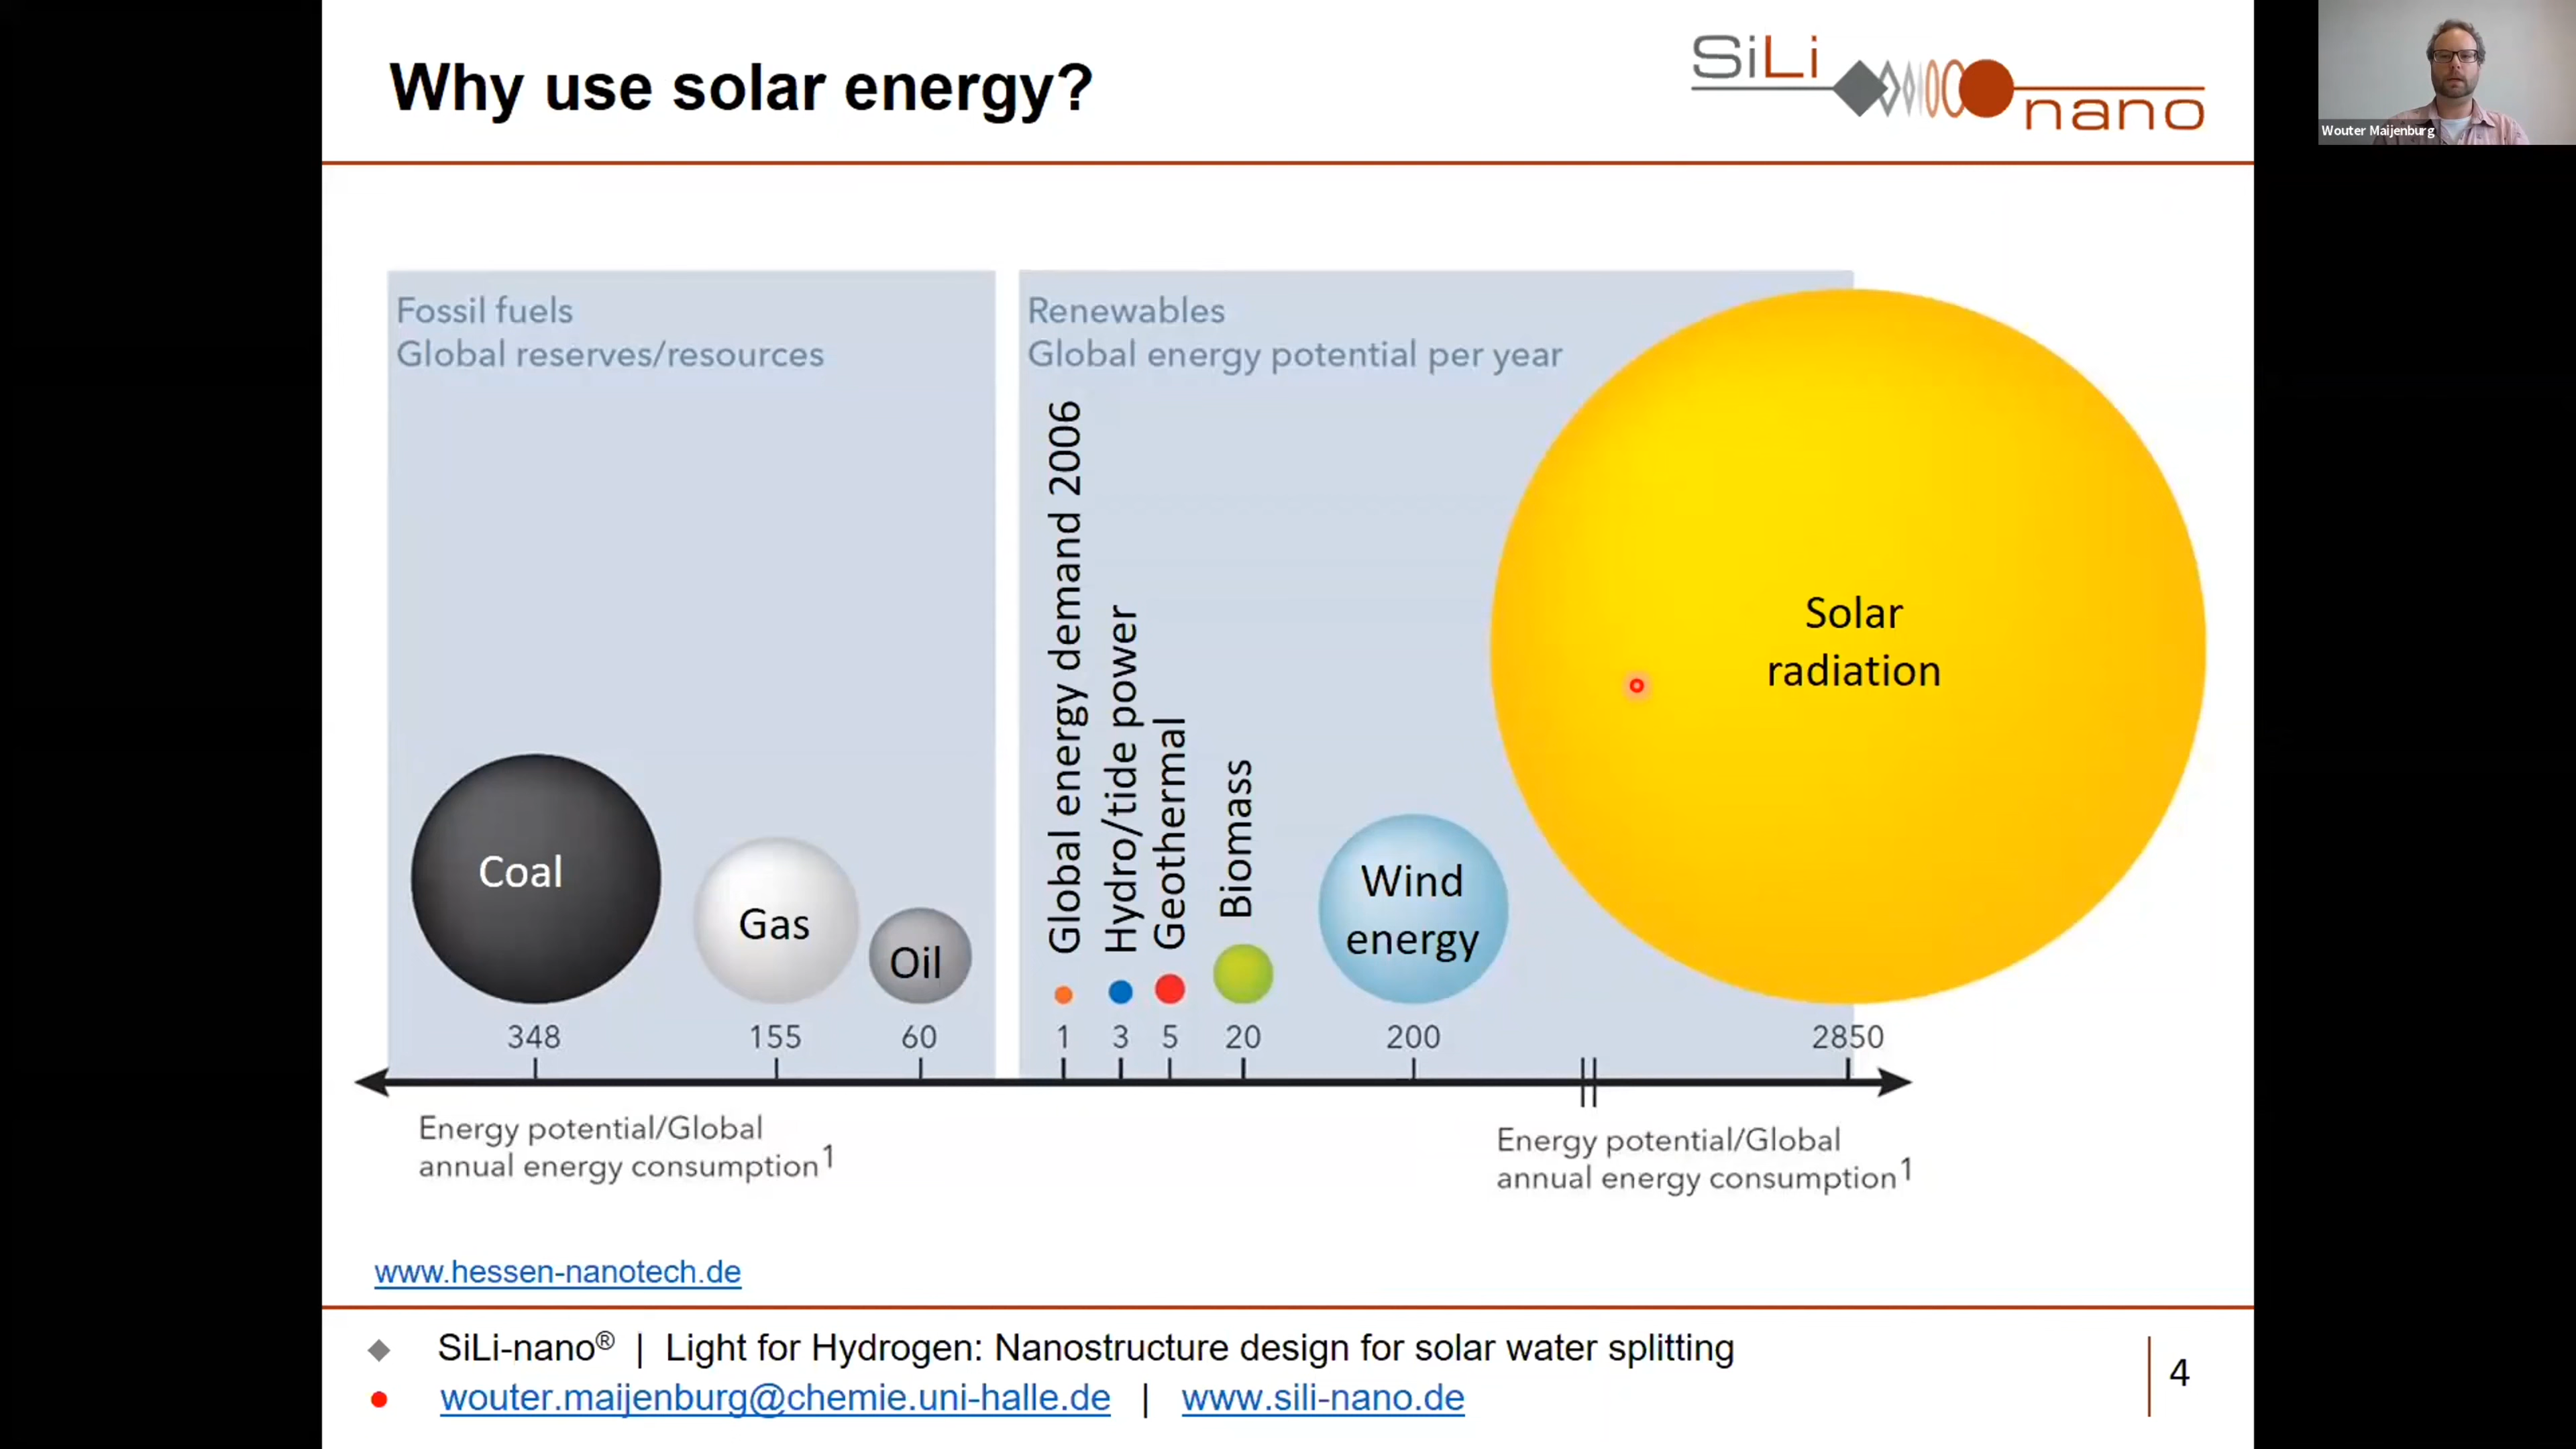 Why use solar energy?
SiLi
nano
Wouter Maijenburg
Fossil fuels
Global reserves/resources
Renewables
Global energy potential per year
Global energy demand 2006
Hydro/tide power
Geothermal
Biomass
Coal
Gas
Oil
Wind
energy
Solar
radiation
348
155
60
1
3
5
20
200
2850
Energy potential/Global
annual energy consumption1
Energy potential/Global
annual energy consumption1
www.hessen-nanotech.de
SiLi-nano® | Light for Hydrogen: Nanostructure design for solar water splitting
wouter.maijenburg@chemie.uni-halle.de | www.sili-nano.de
4